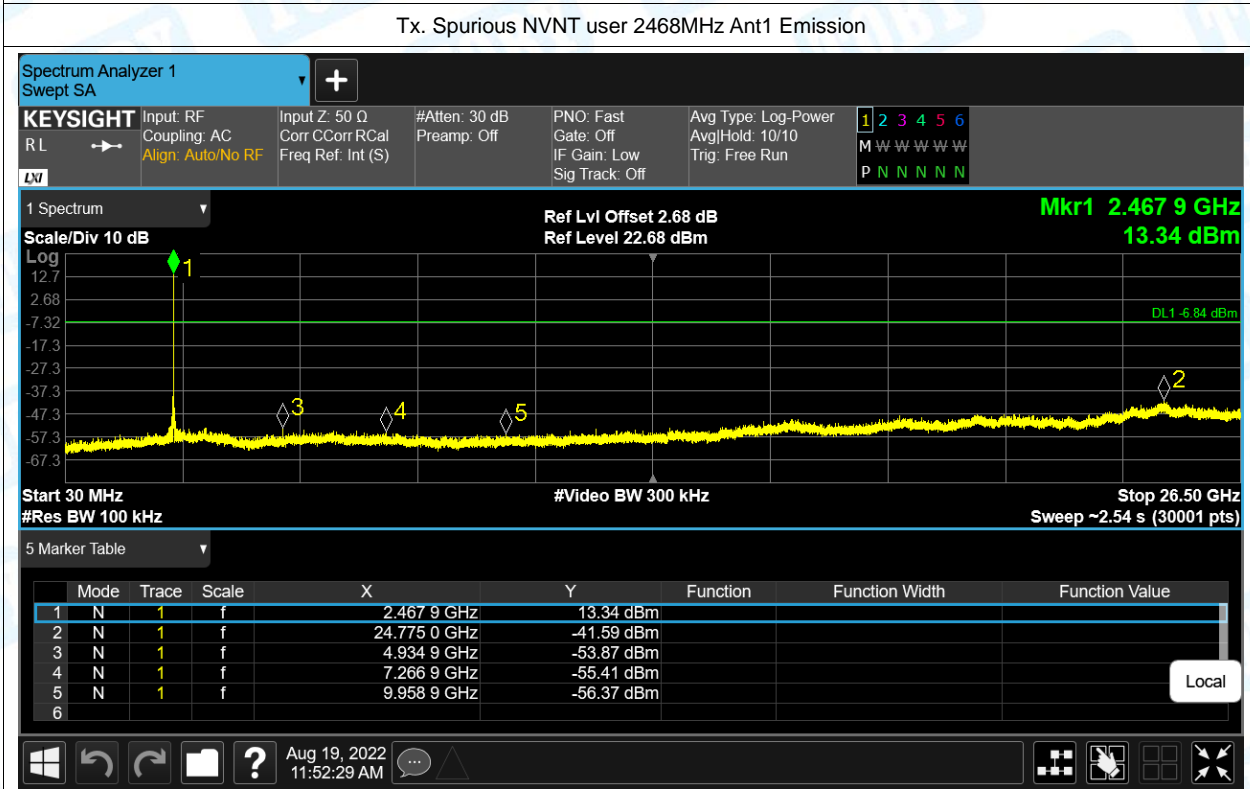 Tx. Spurious NVNT user 2468MHz Ant1 Emission
Spectrum Analyzer 1
Swept SA
KEYSIGHT Input: RF Input Z: 50 Ω #Atten: 30 dB PNO: Fast Avg Type: Log-Power 1 2 3 4 5 6
R L Coupling: AC Corr CCorr RCal Preamp: Off Gate: Off Avg|Hold: 10/10 M W W W W W
Align: Auto/No RF Freq Ref: Int (S) IF Gain: Low Trig: Free Run
LXI Sig Track: Off P N N N N N
1 Spectrum Ref Lvl Offset 2.68 dB Mkr1 2.467 9 GHz
Scale/Div 10 dB Ref Level 22.68 dBm 13.34 dBm
Log
1
12.7
2.68
DL1 -6.84 dBm
-7.32
-17.3
-27.3
2
-37.3
3 4 5
-47.3
-57.3
-67.3
Start 30 MHz #Video BW 300 kHz Stop 26.50 GHz
#Res BW 100 kHz Sweep ~2.54 s (30001 pts)
5 Marker Table
Mode Trace Scale X Y Function Function Width Function Value
1 N 1 f 2.467 9 GHz 13.34 dBm
2 N 1 f 24.775 0 GHz -41.59 dBm
3 N 1 f 4.934 9 GHz -53.87 dBm
4 N 1 f 7.266 9 GHz -55.41 dBm
5 N 1 f 9.958 9 GHz -56.37 dBm
6
Local
? Aug 19, 2022
11:52:29 AM